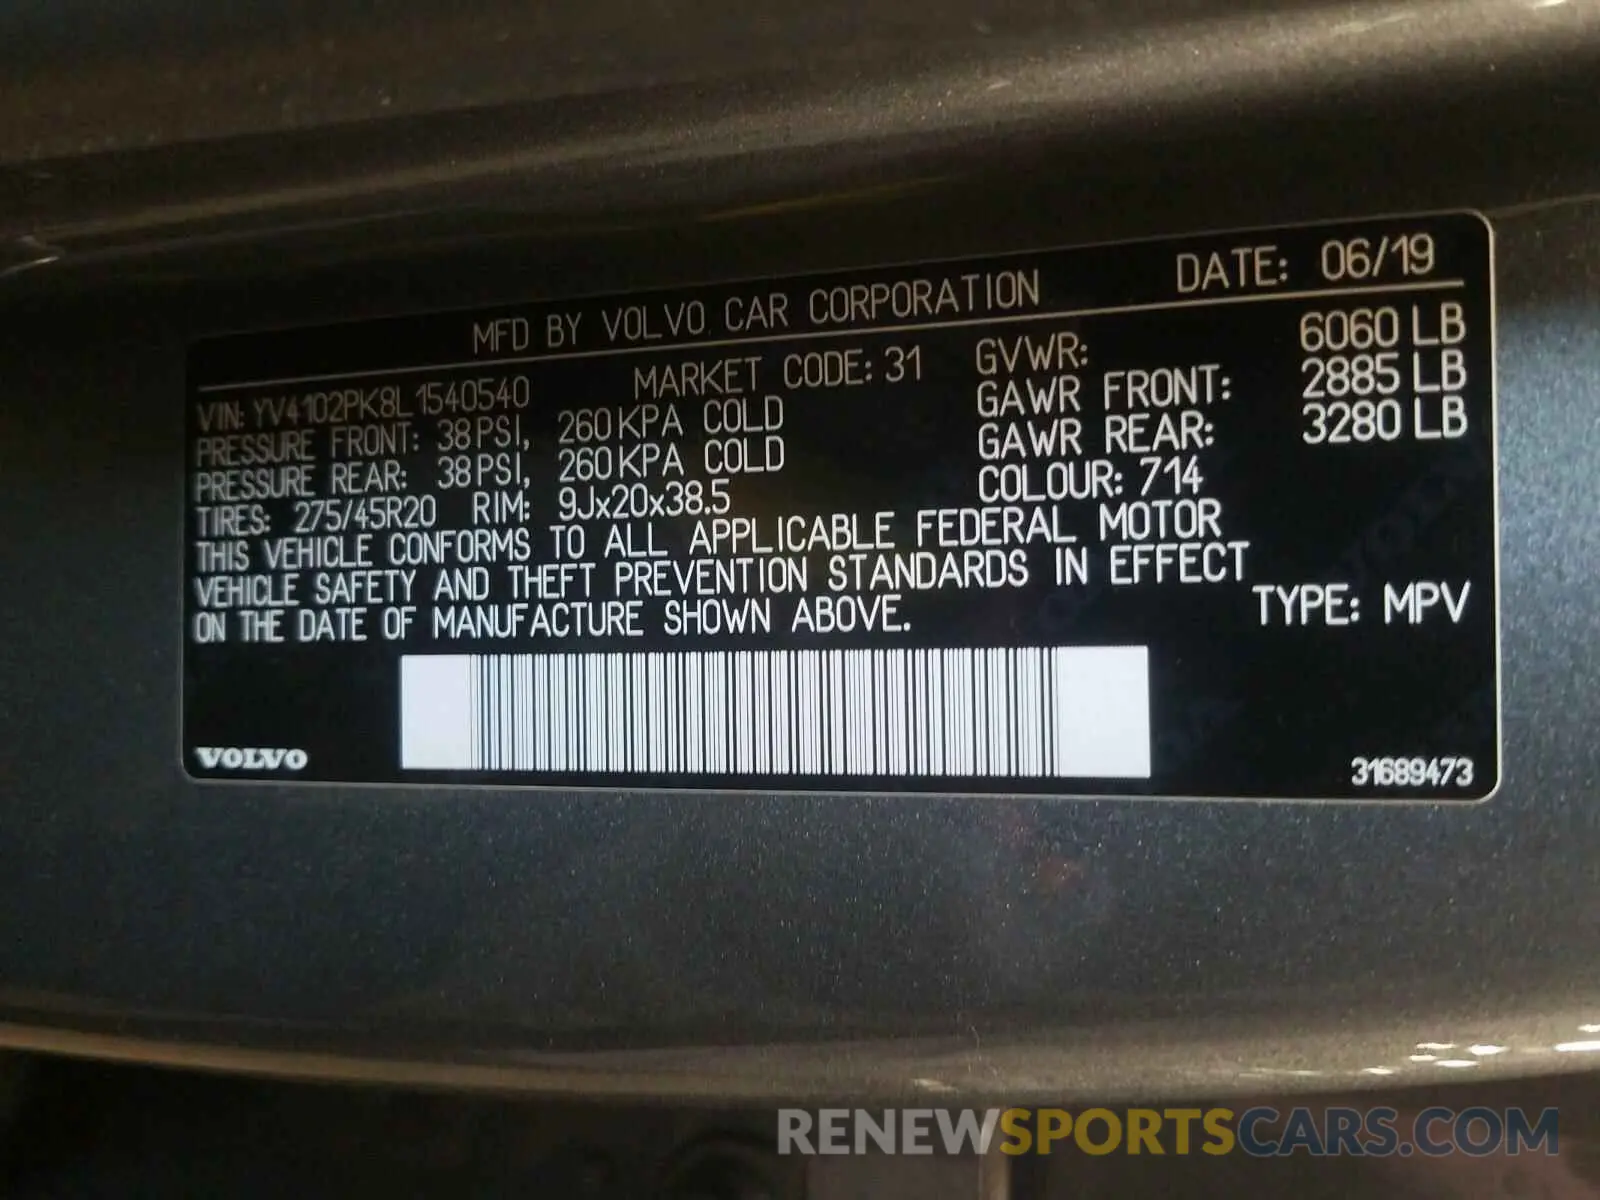 MFD BY VOLVO CAR CORPORATION DATE: 06/19
VIN: YV4102PK8L1540540 MARKET CODE: 31 GVWR: 6060 LB
PRESSURE FRONT: 38PSI, 260KPA COLD GAWR FRONT: 2885 LB
PRESSURE REAR: 38PSI, 260KPA COLD GAWR REAR: 3280 LB
TIRES: 275/45R20 RIM: 9Jx20x38.5 COLOUR: 714
THIS VEHICLE CONFORMS TO ALL APPLICABLE FEDERAL MOTOR
VEHICLE SAFETY AND THEFT PREVENTION STANDARDS IN EFFECT
ON THE DATE OF MANUFACTURE SHOWN ABOVE. TYPE: MPV
VOLVO 31689473
RENEWSPORTSCARS.COM